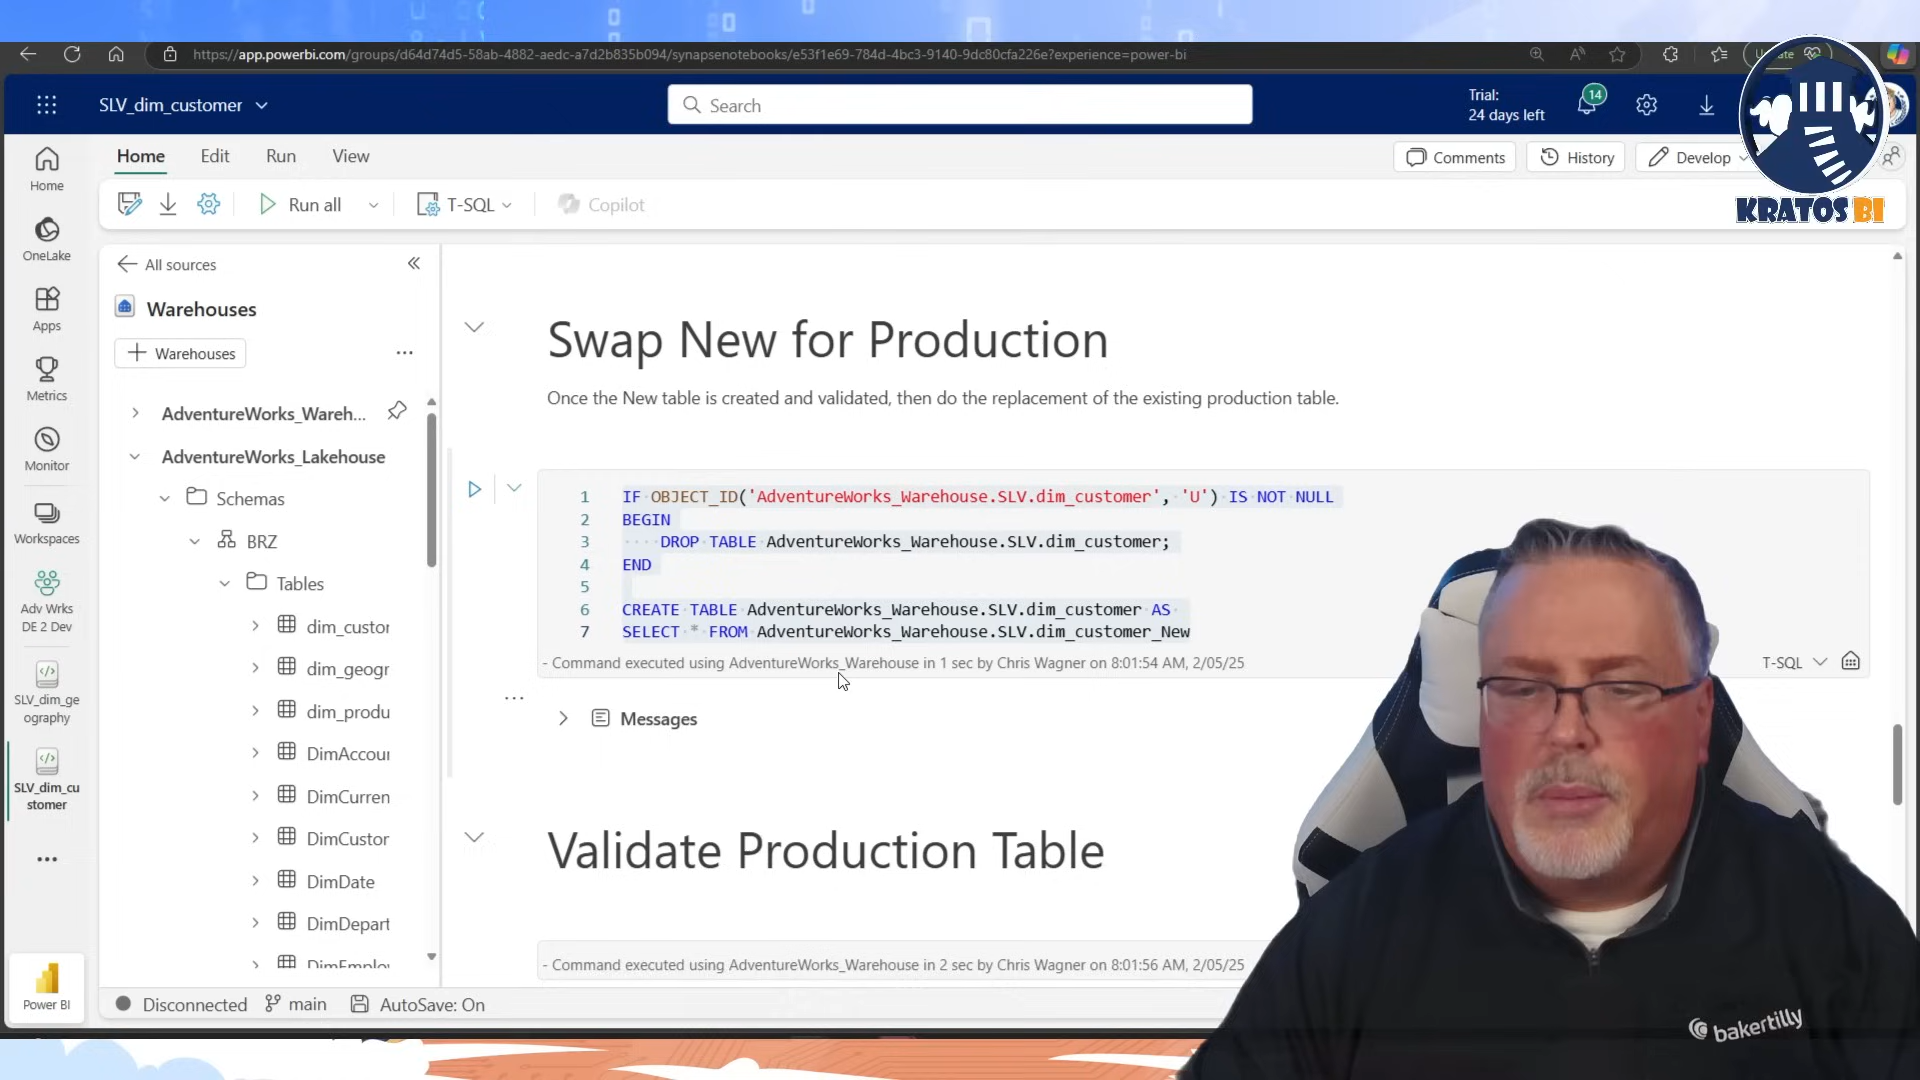 https://app.powerbi.com/groups/d64d74d5-58ab-4882-aedc-a7d2b835b094/synapsenotebooks/e53f1e69-784d-4bc3-9140-9dc80cfa226e?experience=power-bi
SLV_dim_customer
Search
Trial:
24 days left
14
KRATOS BI
Home
Edit
Run
View
Comments
History
Develop
Run all
T-SQL
Copilot
Home
OneLake
Apps
Metrics
Monitor
Workspaces
Adv Wrks
DE 2 Dev
SLV_dim_ge
ography
SLV_dim_cu
stomer
Power BI
All sources
Warehouses
Warehouses
AdventureWorks_Wareh...
AdventureWorks_Lakehouse
Schemas
BRZ
Tables
dim_custor
dim_geogr
dim_produ
DimAccour
DimCurren
DimCustor
DimDate
DimDepart
DimEmplo
Swap New for Production
Once the New table is created and validated, then do the replacement of the existing production table.
1 IF OBJECT_ID('AdventureWorks_Warehouse.SLV.dim_customer', 'U') IS NOT NULL
2 BEGIN
3 DROP TABLE AdventureWorks_Warehouse.SLV.dim_customer;
4 END
5
6 CREATE TABLE AdventureWorks_Warehouse.SLV.dim_customer AS
7 SELECT * FROM AdventureWorks_Warehouse.SLV.dim_customer_New
- Command executed using AdventureWorks_Warehouse in 1 sec by Chris Wagner on 8:01:54 AM, 2/05/25
T-SQL
Messages
Validate Production Table
- Command executed using AdventureWorks_Warehouse in 2 sec by Chris Wagner on 8:01:56 AM, 2/05/25
Disconnected
main
AutoSave: On
bakertilly